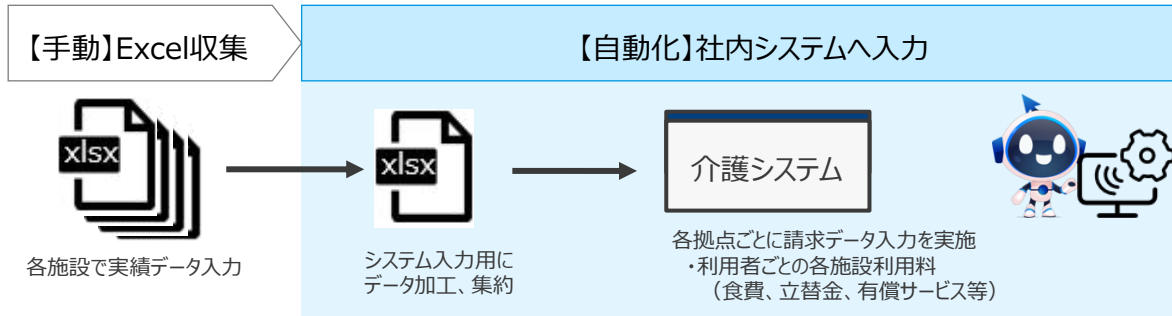 【手動】Excel収集
【自動化】社内システムへ入力
xlsx
xlsx
介護システム
各施設で実績データ入力
システム入力用に
データ加工、集約
各拠点ごとに請求データ入力を実施
・利用者ごとの各施設利用料
（食費、立替金、有償サービス等）